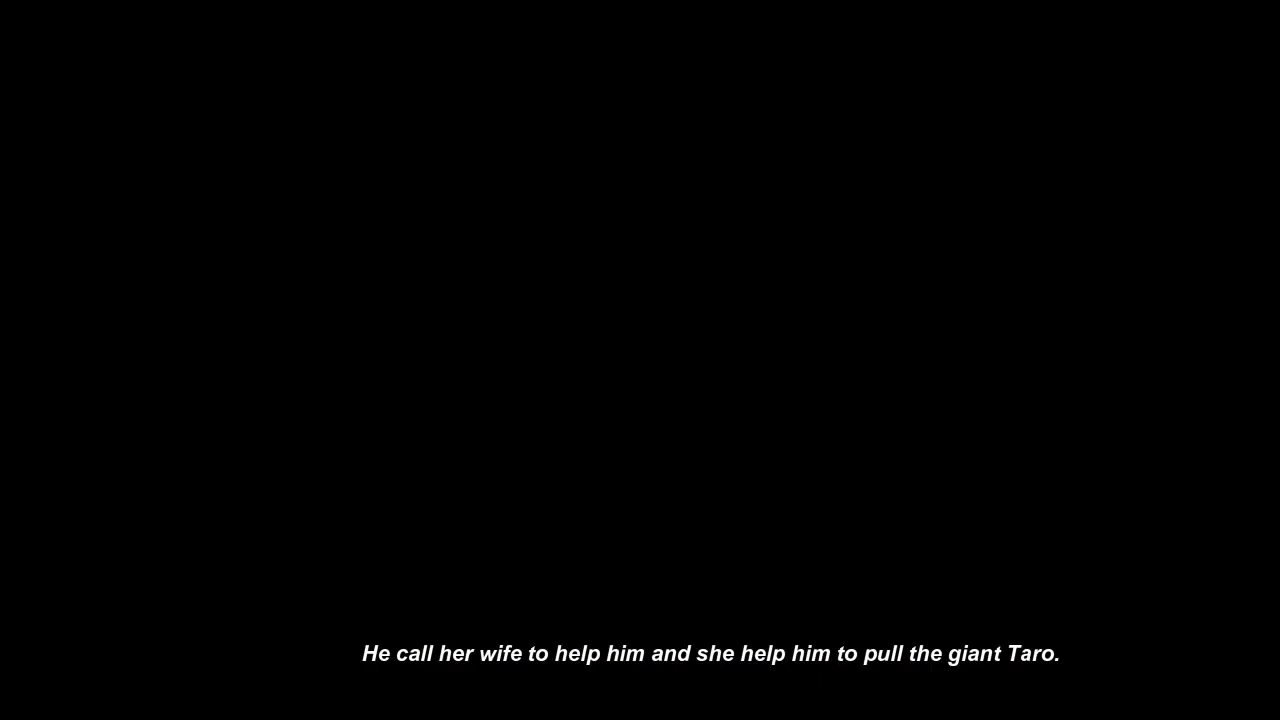 He call her wife to help him and she help him to pull the giant Taro.